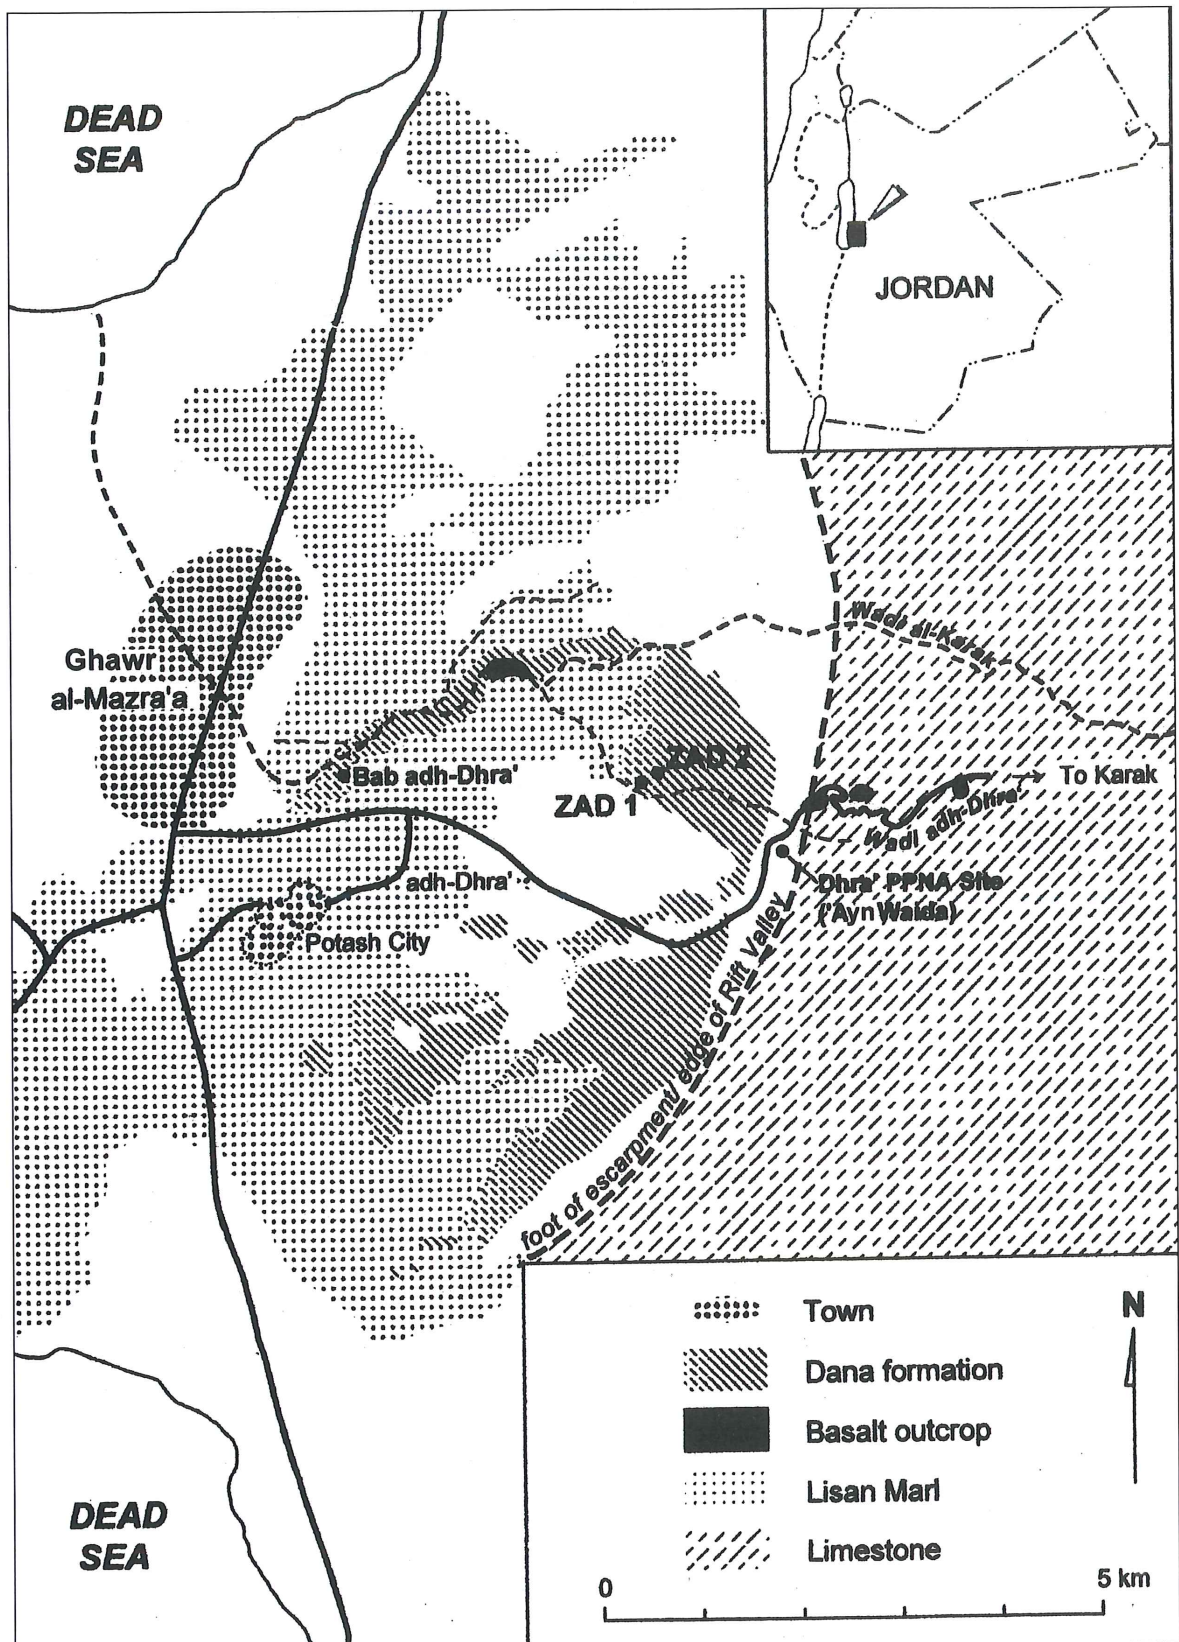 DEAD
SEA
JORDAN
Wadi al-Karak
Ghawr
al-Mazra'a
Bab adh-Dhra'
ZAD 2
ZAD 1
To Karak
Wadi adh-Dhra'
adh-Dhra'
Dhra' PPNA Site
('Ayn Waida)
Potash City
foot of escarpment/ edge of Rift Valley
Town
N
Dana formation
Basalt outcrop
Lisan Marl
Limestone
DEAD
SEA
0
5 km